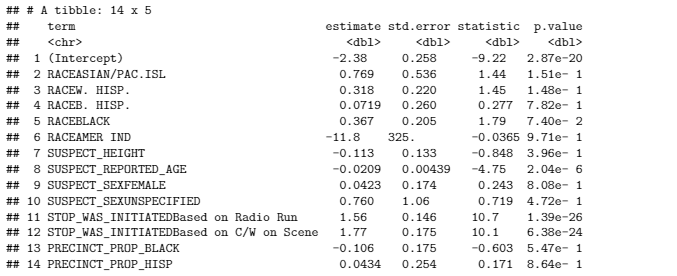 ## # A tibble: 14 x 5
## term estimate std.error statistic p.value
## <chr> <dbl> <dbl> <dbl> <dbl>
## 1 (Intercept) -2.38 0.258 -9.22 2.87e-20
## 2 RACEASIAN/PAC.ISL 0.769 0.536 1.44 1.51e- 1
## 3 RACEW. HISP. 0.318 0.220 1.45 1.48e- 1
## 4 RACEB. HISP. 0.0719 0.260 0.277 7.82e- 1
## 5 RACEBLACK 0.367 0.205 1.79 7.40e- 2
## 6 RACEAMER IND -11.8 325. -0.0365 9.71e- 1
## 7 SUSPECT_HEIGHT -0.113 0.133 -0.848 3.96e- 1
## 8 SUSPECT_REPORTED_AGE -0.0209 0.00439 -4.75 2.04e- 6
## 9 SUSPECT_SEXFEMALE 0.0423 0.174 0.243 8.08e- 1
## 10 SUSPECT_SEXUNSPECIFIED 0.760 1.06 0.719 4.72e- 1
## 11 STOP_WAS_INITIATEDBased on Radio Run 1.56 0.146 10.7 1.39e-26
## 12 STOP_WAS_INITIATEDBased on C/W on Scene 1.77 0.175 10.1 6.38e-24
## 13 PRECINCT_PROP_BLACK -0.106 0.175 -0.603 5.47e- 1
## 14 PRECINCT_PROP_HISP 0.0434 0.254 0.171 8.64e- 1